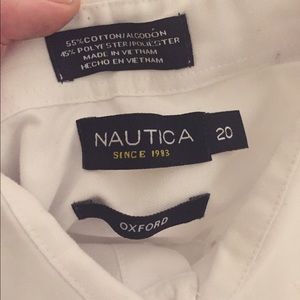 55% COTTON/ALGODON
45% POLYESTER/POLIESTER
MADE IN VIETNAM
HECHO EN VIETNAM
NAUTICA
20
SINCE 1983
OXFORD